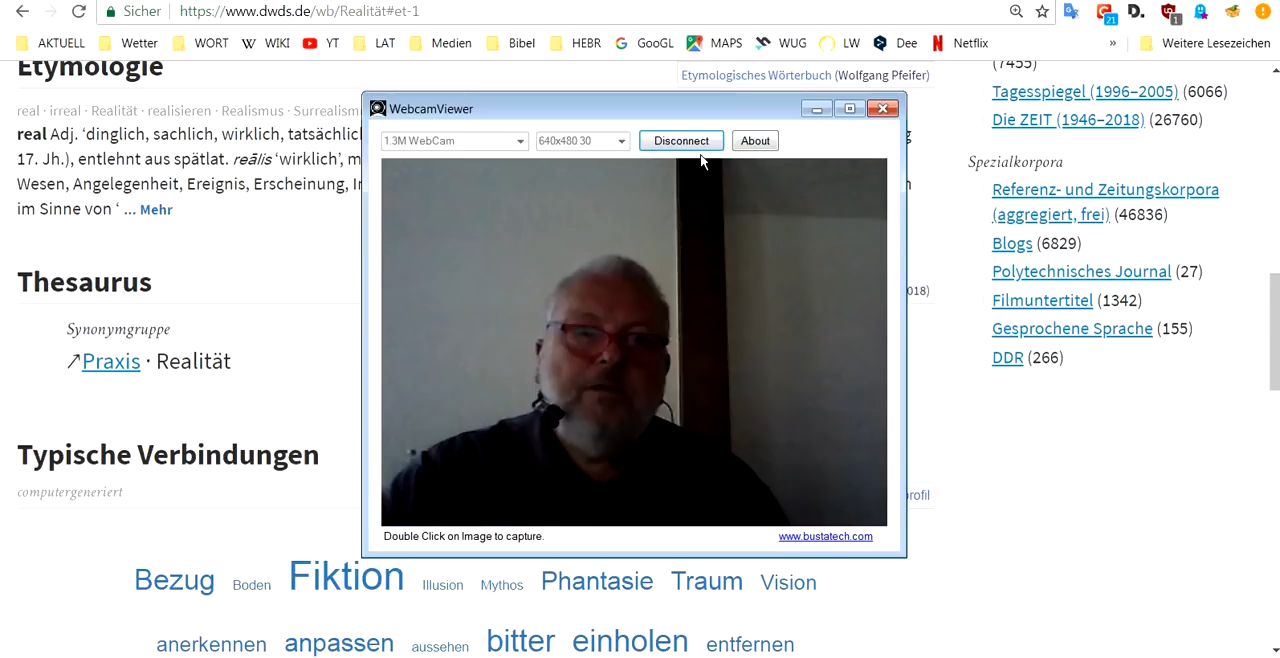 Sicher https://www.dwds.de/wb/Realität#et-1
21
1
AKTUELL Wetter WORT WIKI YT LAT Medien Bibel HEBR GooGL MAPS WUG LW Dee Netflix » Weitere Lesezeichen
Etymologie
Etymologisches Wörterbuch (Wolfgang Pfeifer)
real · irreal · Realität · realisieren · Realismus · Surrealism
real Adj. ‘dinglich, sachlich, wirklich, tatsächlich
17. Jh.), entlehnt aus spätlat. reālis ‘wirklich’, m
Wesen, Angelegenheit, Ereignis, Erscheinung, In
im Sinne von ‘ ... Mehr
Thesaurus
018)
Synonymgruppe
↗Praxis · Realität
Typische Verbindungen
computergeneriert
rofil
Bezug Boden Fiktion Illusion Mythos Phantasie Traum Vision
anerkennen anpassen aussehen bitter einholen entfernen
WebcamViewer
1.3M WebCam 640x480 30 Disconnect About
Double Click on Image to capture. www.bustatech.com
(7455)
Tagesspiegel (1996–2005) (6066)
Die ZEIT (1946–2018) (26760)
Spezialkorpora
Referenz- und Zeitungskorpora
(aggregiert, frei) (46836)
Blogs (6829)
Polytechnisches Journal (27)
Filmuntertitel (1342)
Gesprochene Sprache (155)
DDR (266)